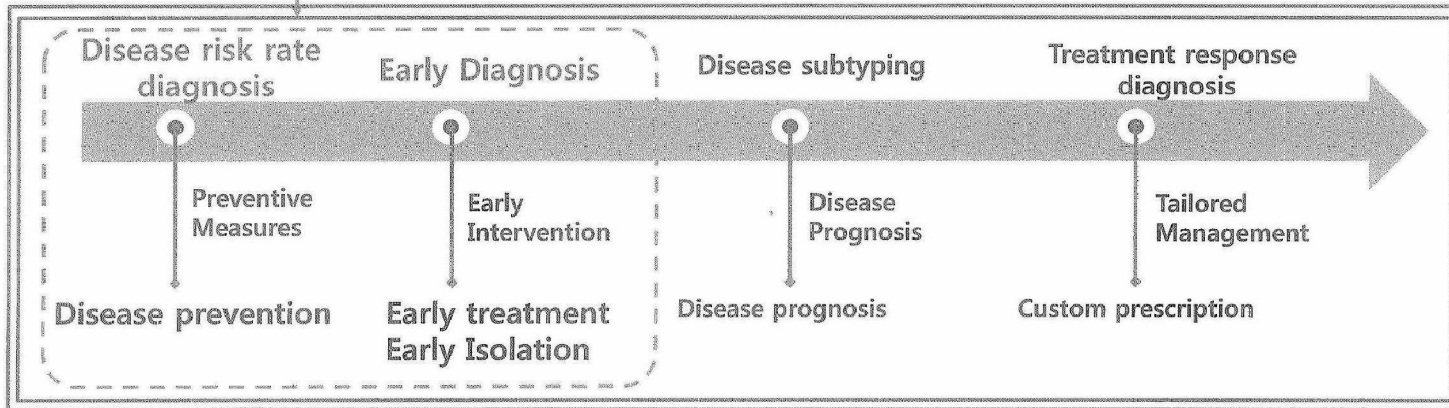 Disease risk rate
diagnosis
Early Diagnosis
Disease subtyping
Treatment response
diagnosis
Preventive
Measures
Early
Intervention
Disease
Prognosis
Tailored
Management
Disease prevention
Early treatment
Early Isolation
Disease prognosis
Custom prescription